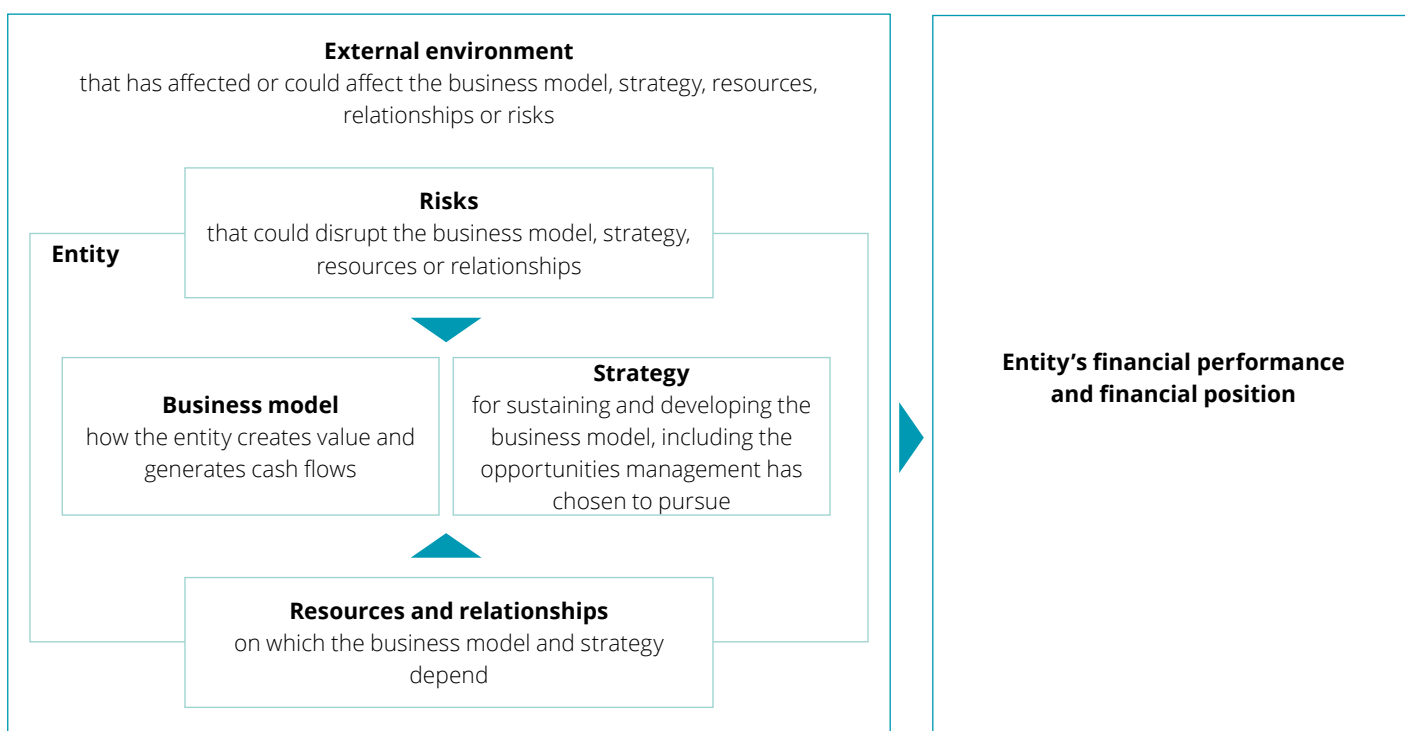 External environment
that has affected or could affect the business model, strategy, resources,
relationships or risks
Risks
that could disrupt the business model, strategy,
resources or relationships
Entity
Business model
how the entity creates value and
generates cash flows
Strategy
for sustaining and developing the
business model, including the
opportunities management has
chosen to pursue
Resources and relationships
on which the business model and strategy
depend
Entity’s financial performance
and financial position